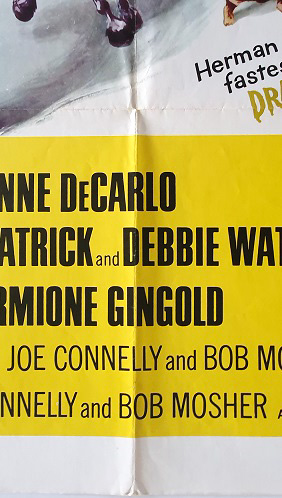 Herman
fastes
DRA
NNE DeCARLO
ATRICK and DEBBIE WAT
RMIONE GINGOLD
JOE CONNELLY and BOB MO
NNELLY and BOB MOSHER A